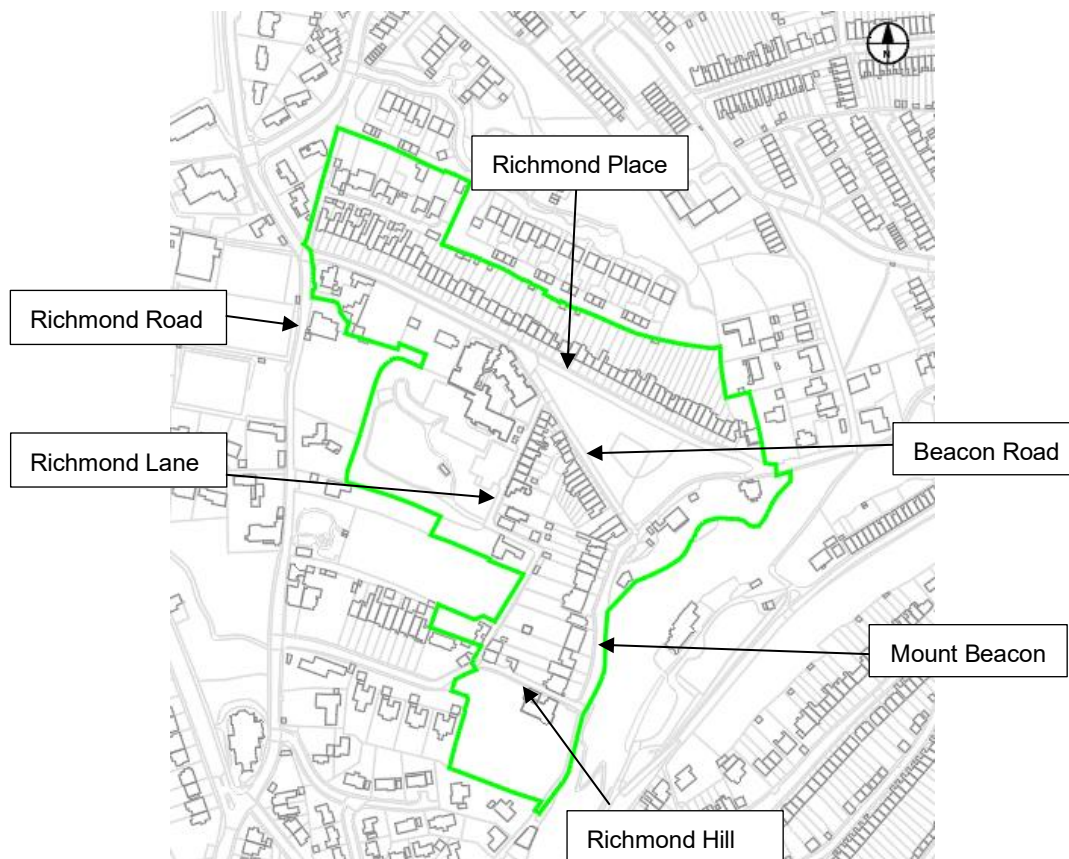 N
Richmond Place
Richmond Road
Beacon Road
Richmond Lane
Mount Beacon
Richmond Hill